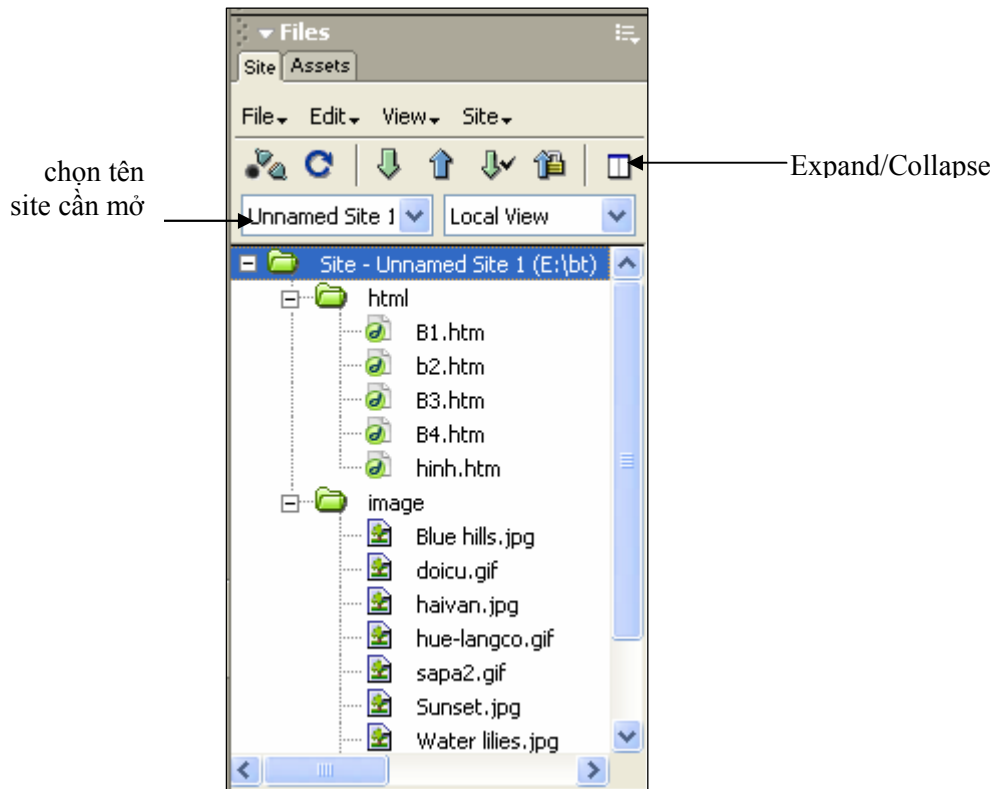 Files
Site Assets
File Edit View Site
chọn tên
site cần mở
Expand/Collapse
Unnamed Site 1 Local View
Site - Unnamed Site 1 (E:\bt)
html
B1.htm
b2.htm
B3.htm
B4.htm
hinh.htm
image
Blue hills.jpg
doicu.gif
haivan.jpg
hue-langco.gif
sapa2.gif
Sunset.jpg
Water lilies.jpg